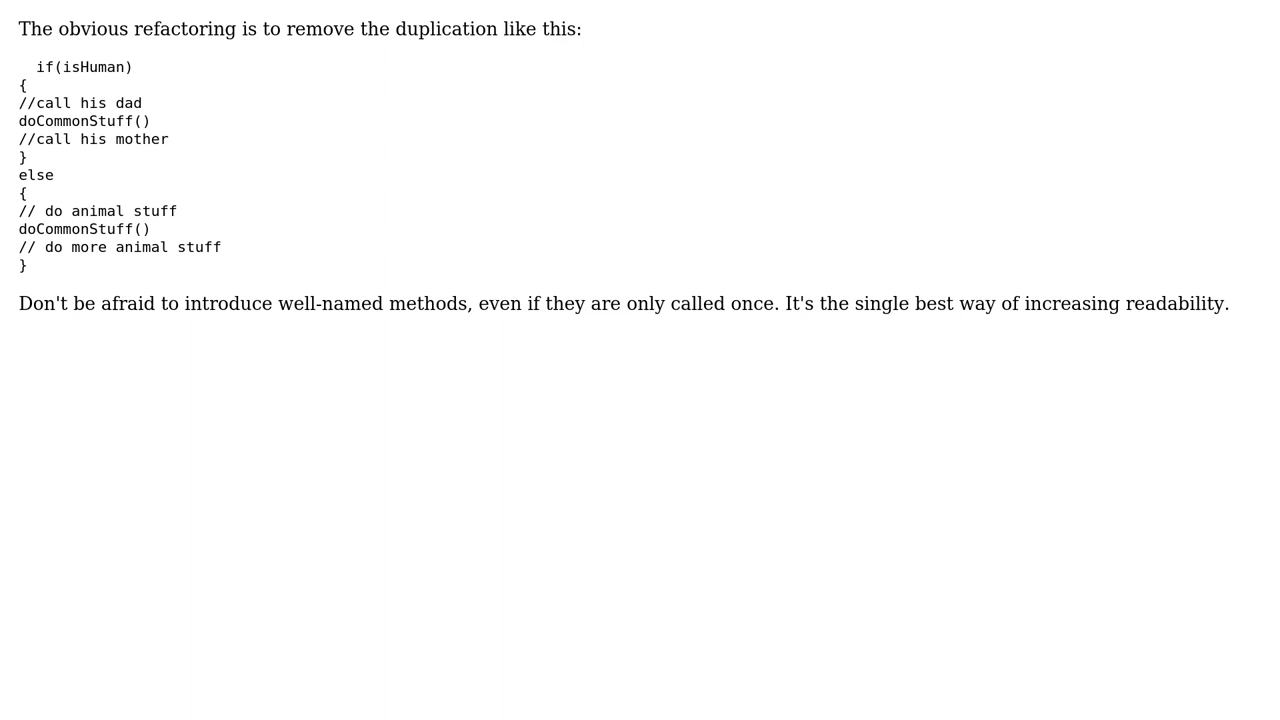 The obvious refactoring is to remove the duplication like this:
  if(isHuman)
{
//call his dad
doCommonStuff()
//call his mother
}
else
{
// do animal stuff
doCommonStuff()
// do more animal stuff
}
Don't be afraid to introduce well-named methods, even if they are only called once. It's the single best way of increasing readability.